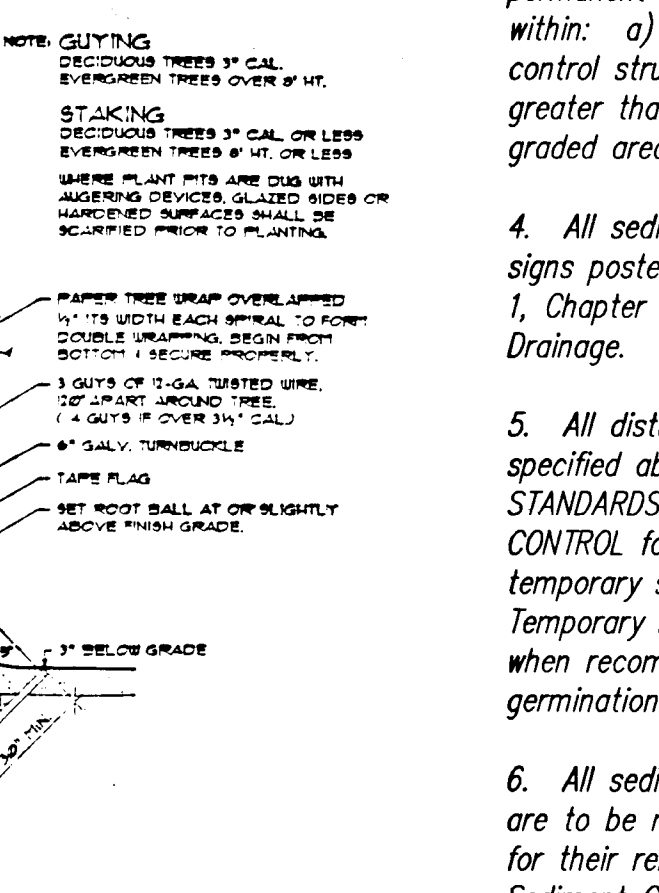 NOTE: GUYING
DECIDUOUS TREES 3" CAL.
EVERGREEN TREES OVER 8' HT.
STAKING
DECIDUOUS TREES 3" CAL. OR LESS
EVERGREEN TREES 8' HT. OR LESS
WHERE PLANT PITS ARE DUG WITH
AUGERING DEVICES, GLAZED SIDES OR
HARDENED SURFACES SHALL BE
SCARIFIED PRIOR TO PLANTING.
PAPER TREE WRAP OVERLAPPED
½" ITS WIDTH EACH SPIRAL TO FORM
DOUBLE WRAPPING. BEGIN FROM
BOTTOM & SECURE PROPERLY.
3 GUYS OF 12-GA. TWISTED WIRE,
120° APART AROUND TREE.
( 4 GUYS IF OVER 3½" CAL.)
6" GALV. TURNBUCKLE
TAPE FLAG
SET ROOT BALL AT OR SLIGHTLY
ABOVE FINISH GRADE.
3" BELOW GRADE
MIN.
permanent
within: a)
control stru
greater tha
graded area
4. All sedi
signs poste
1, Chapter
Drainage.
5. All dist
specified ab
STANDARDS
CONTROL fo
temporary s
Temporary
when recom
germination
6. All sedi
are to be r
for their re
Sediment C